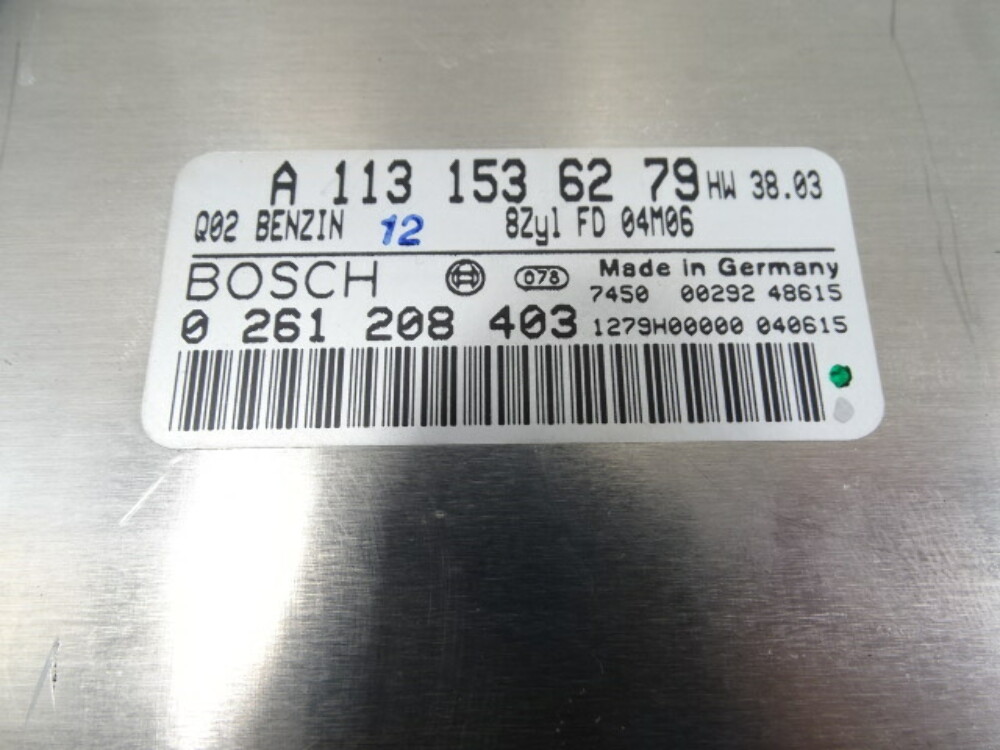 A 113 153 62 79 HW 38.03
Q02 BENZIN 12 8Zyl FD 04M06
BOSCH 078 Made in Germany
7450 00292 48615
0 261 208 403 1279H00000 040615